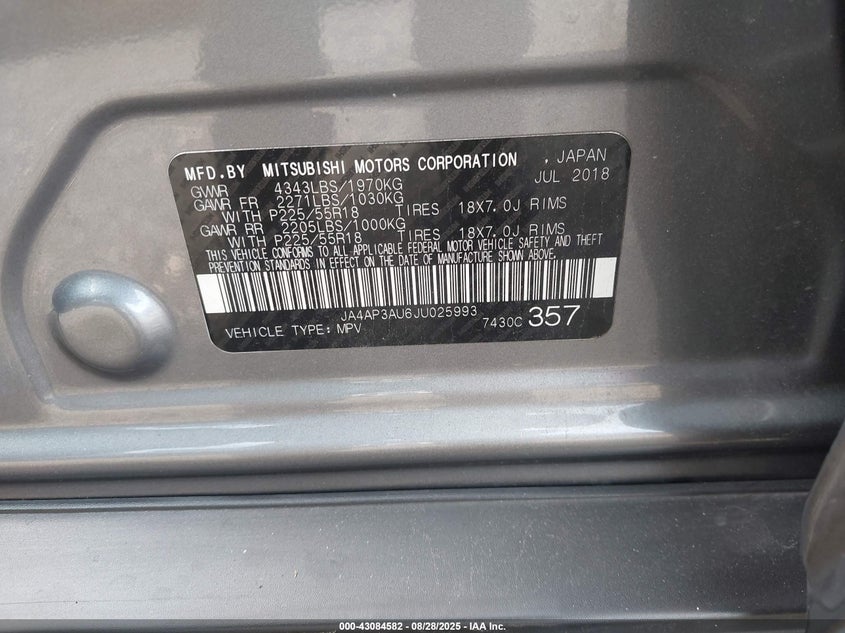 MFD.BY MITSUBISHI MOTORS CORPORATION , JAPAN
GVWR 4343LBS/1970KG JUL 2018
GAWR FR 2271LBS/1030KG
WITH P225/55R18 TIRES 18X7.0J RIMS
GAWR RR 2205LBS/1000KG
WITH P225/55R18 TIRES 18X7.0J RIMS
THIS VEHICLE CONFORMS TO ALL APPLICABLE FEDERAL MOTOR VEHICLE SAFETY AND THEFT
PREVENTION STANDARDS IN EFFECT ON THE DATE OF MANUFACTURE SHOWN ABOVE.
JA4AP3AU6JU025993
VEHICLE TYPE: MPV 7430C 357
000-43084582 | 08/28/2025 | IAA Inc.